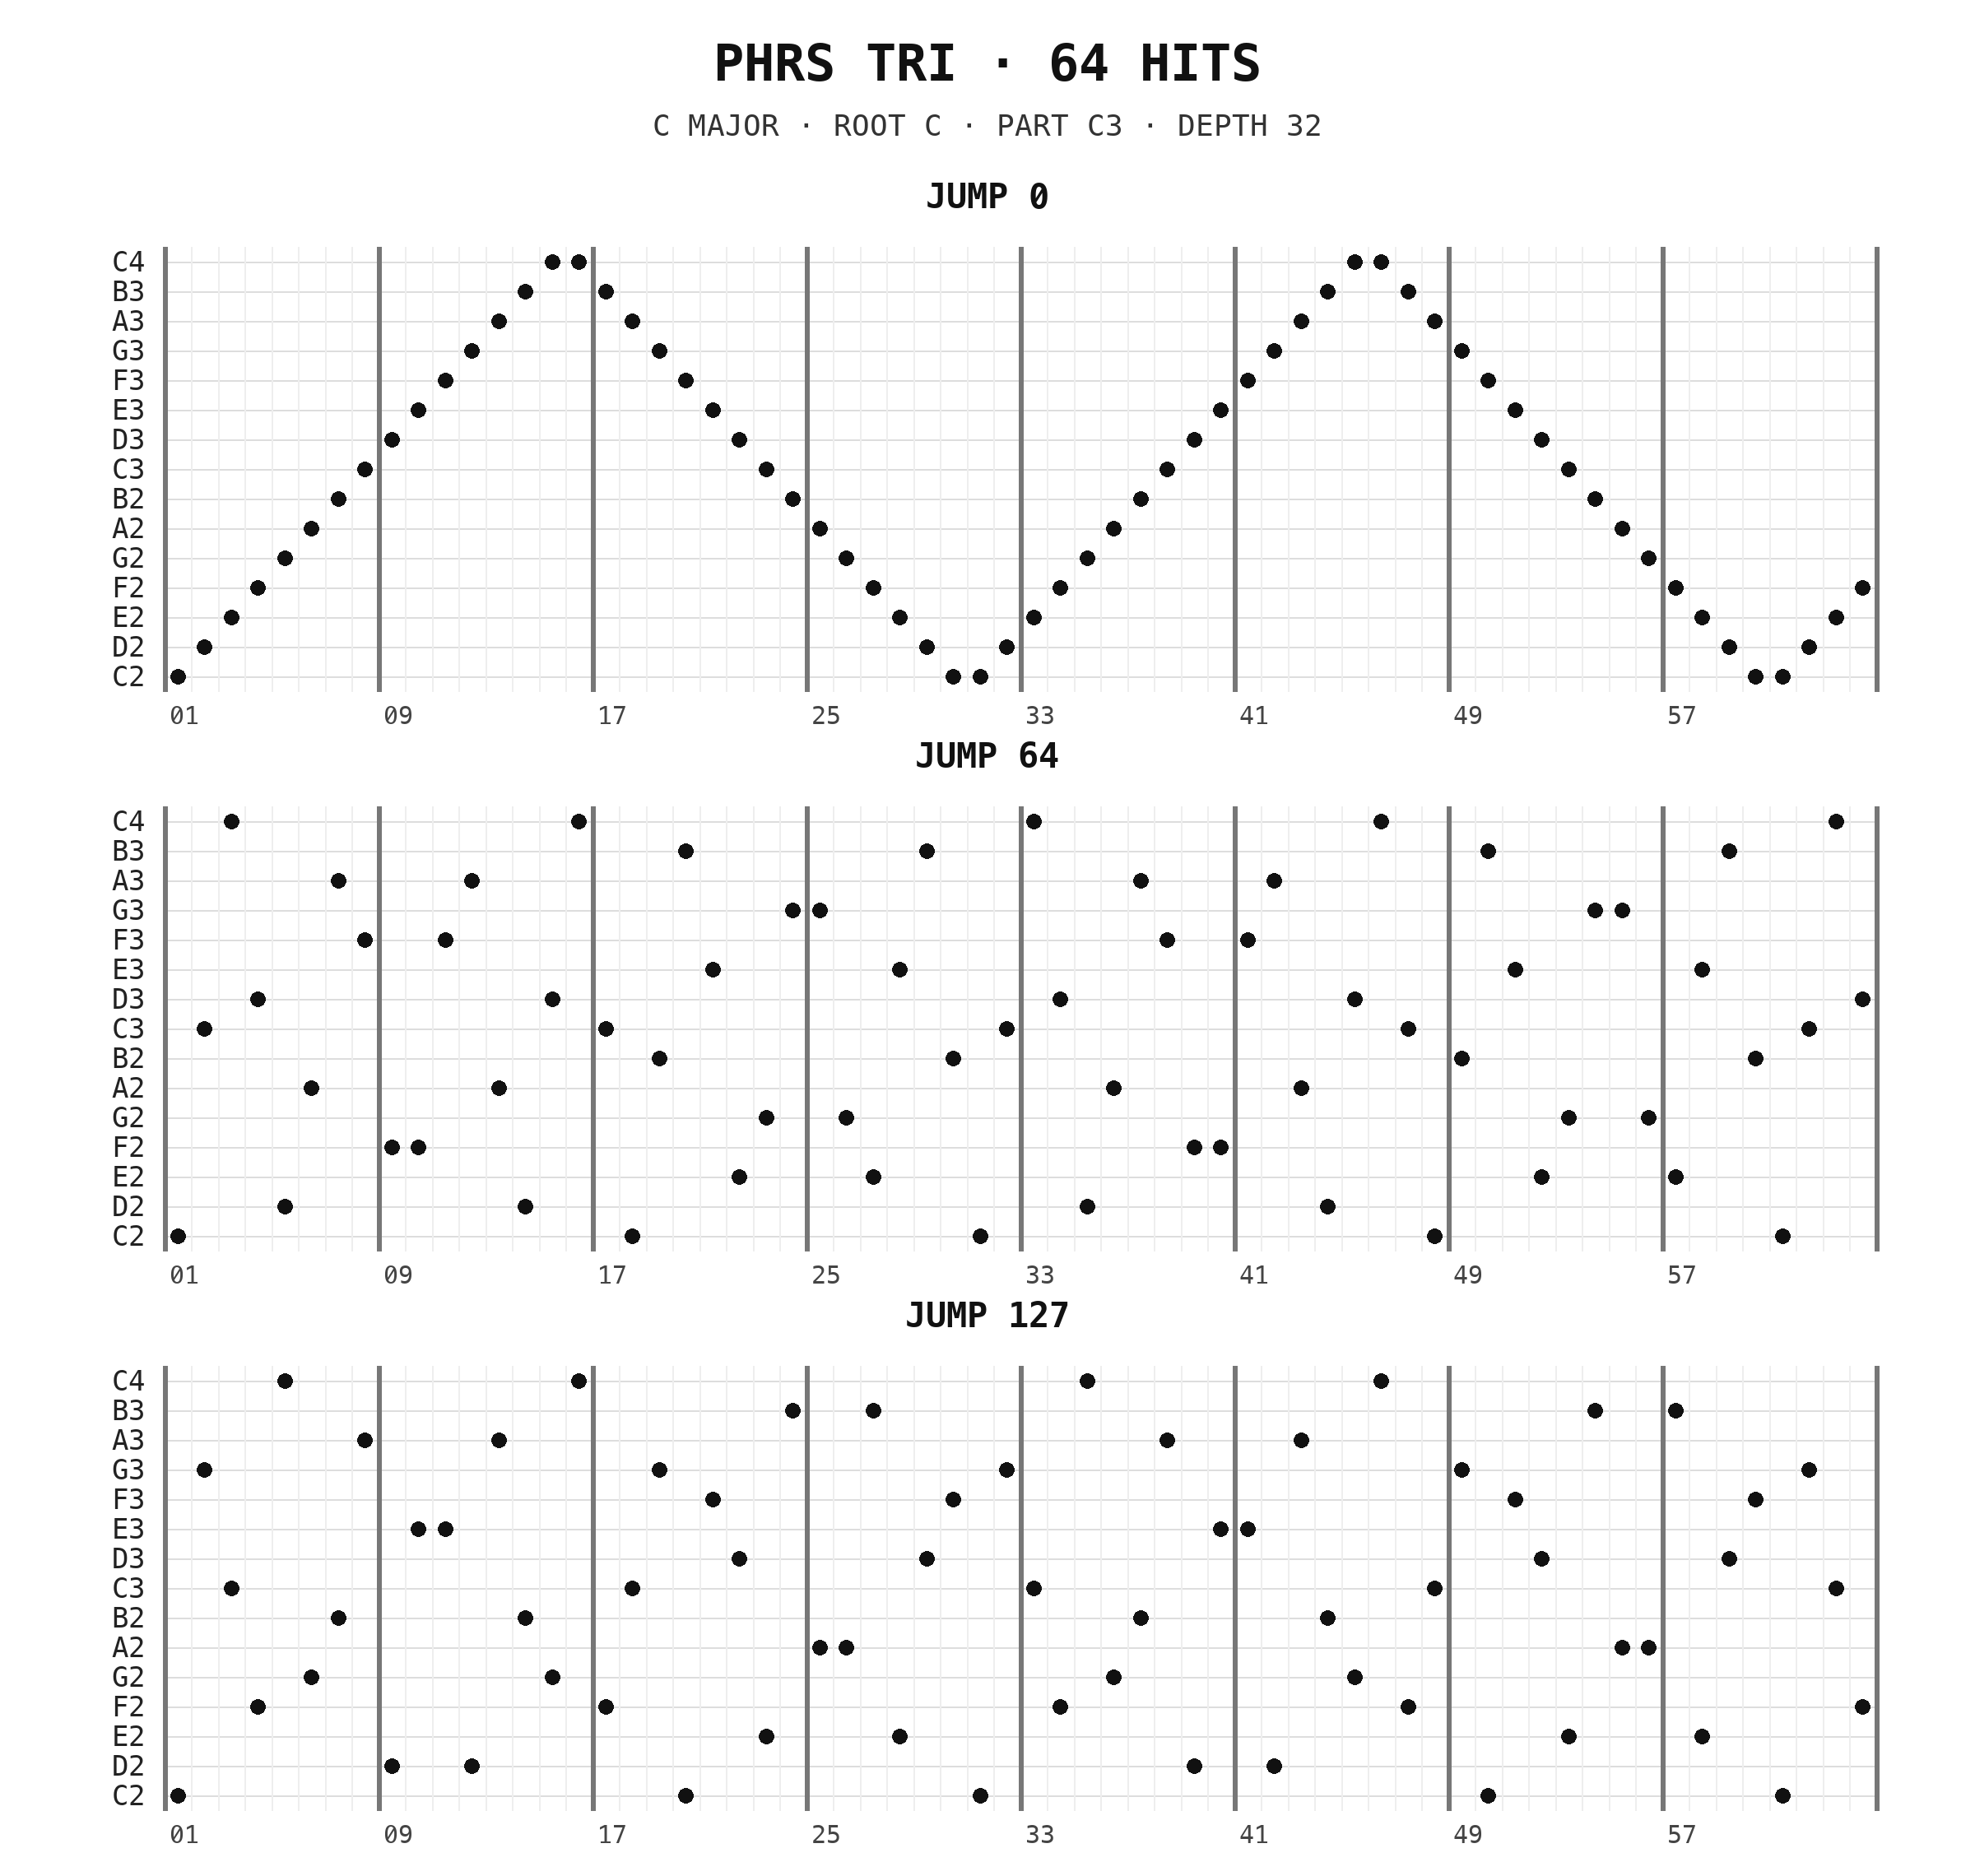 PHRS TRI · 64 HITS
C MAJOR · ROOT C · PART C3 · DEPTH 32
JUMP 0
C4
B3
A3
G3
F3
E3
D3
C3
B2
A2
G2
F2
E2
D2
C2
01 09 17 25 33 41 49 57
JUMP 64
C4
B3
A3
G3
F3
E3
D3
C3
B2
A2
G2
F2
E2
D2
C2
01 09 17 25 33 41 49 57
JUMP 127
C4
B3
A3
G3
F3
E3
D3
C3
B2
A2
G2
F2
E2
D2
C2
01 09 17 25 33 41 49 57